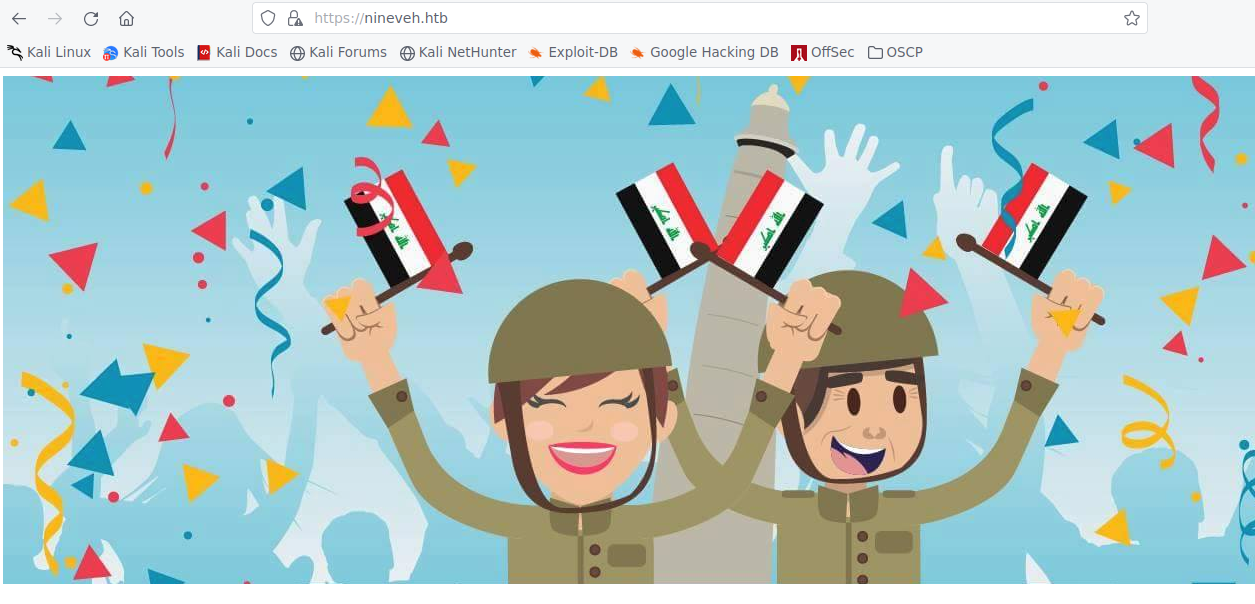 https://nineveh.htb
Kali Linux Kali Tools Kali Docs Kali Forums Kali NetHunter Exploit-DB Google Hacking DB OffSec OSCP